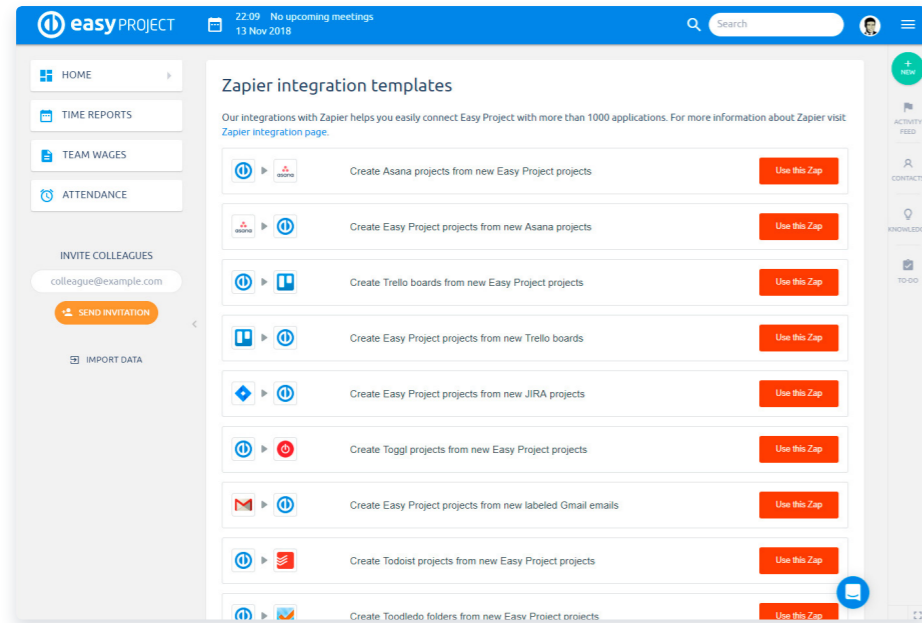 easy PROJECT
22:09 No upcoming meetings
13 Nov 2018
Search
HOME
TIME REPORTS
TEAM WAGES
ATTENDANCE
INVITE COLLEAGUES
colleague@example.com
SEND INVITATION
IMPORT DATA
Zapier integration templates
Our integrations with Zapier helps you easily connect Easy Project with more than 1000 applications. For more information about Zapier visit
Zapier integration page.
asana
Create Asana projects from new Easy Project projects
Use this Zap
asana
Create Easy Project projects from new Asana projects
Use this Zap
Create Trello boards from new Easy Project projects
Use this Zap
Create Easy Project projects from new Trello boards
Use this Zap
Create Easy Project projects from new JIRA projects
Use this Zap
Create Toggl projects from new Easy Project projects
Use this Zap
Create Easy Project projects from new labeled Gmail emails
Use this Zap
Create Todoist projects from new Easy Project projects
Use this Zap
Create Toodledo folders from new Easy Project projects
Use this Zap
+
NEW
ACTIVITY
FEED
CONTACTS
KNOWLEDG
TO-DO